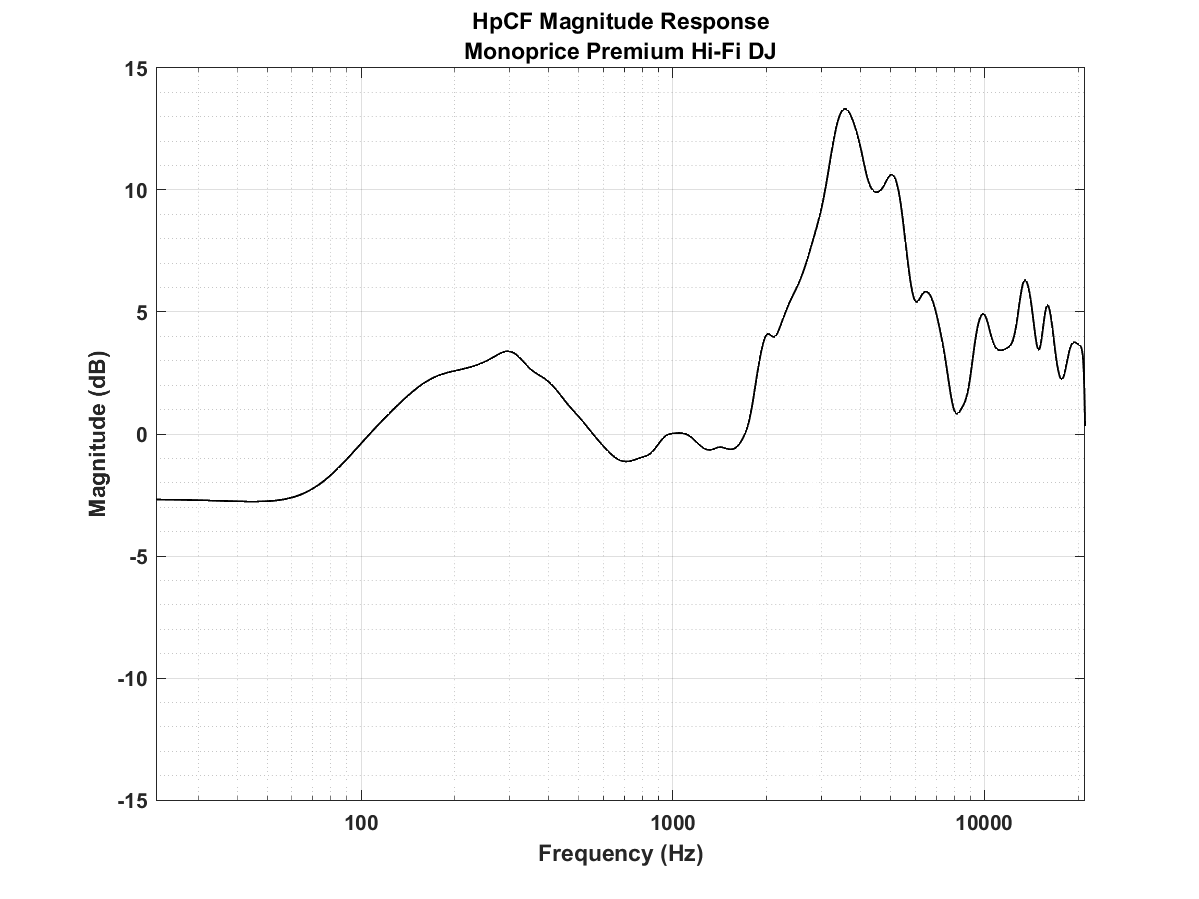 HpCF Magnitude Response
Monoprice Premium Hi-Fi DJ
15
10
5
0
-5
-10
-15
Magnitude (dB)
100 1000 10000
Frequency (Hz)